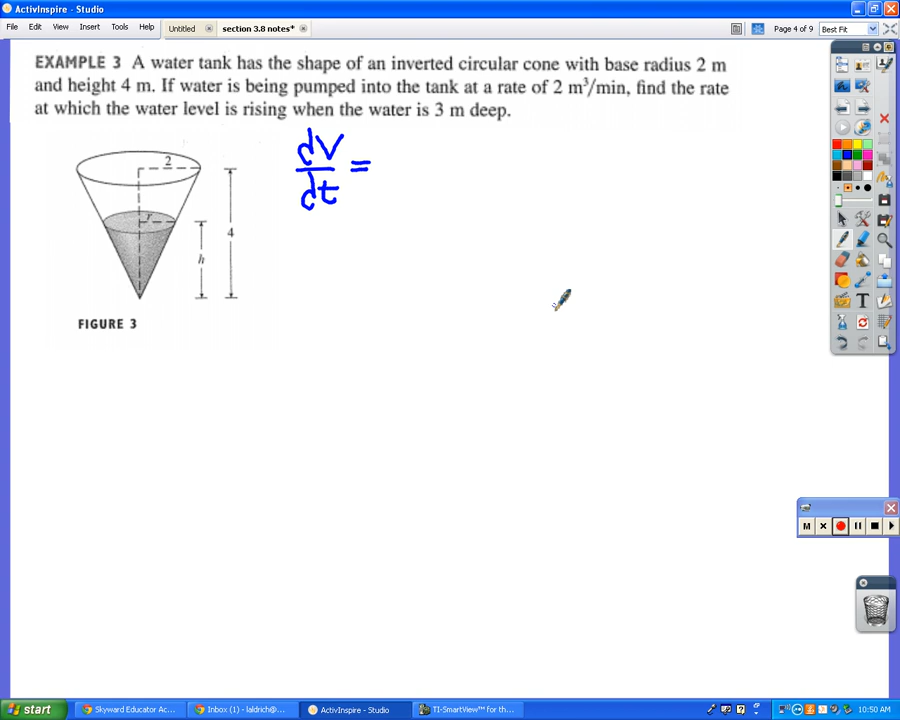 ActivInspire - Studio
File Edit View Insert Tools Help Untitled section 3.8 notes* Page 4 of 9 Best Fit
EXAMPLE 3 A water tank has the shape of an inverted circular cone with base radius 2 m
and height 4 m. If water is being pumped into the tank at a rate of 2 m³/min, find the rate
at which the water level is rising when the water is 3 m deep.
dV
dt =
2
r
4
h
FIGURE 3
M
T
start Skyward Educator Ac... Inbox (1) - laldrich@... ActivInspire - Studio TI-SmartView™ for th... 10:50 AM